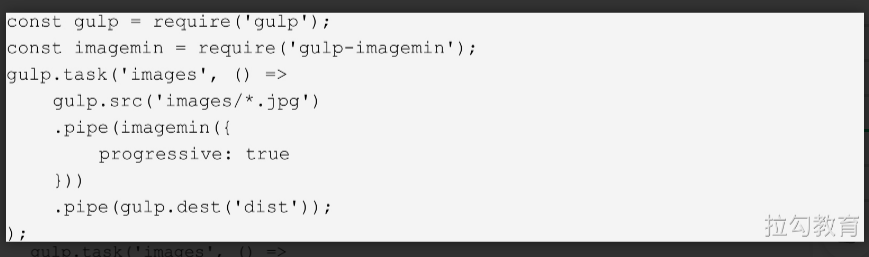 const gulp = require('gulp');
const imagemin = require('gulp-imagemin');
gulp.task('images', () =>
    gulp.src('images/*.jpg')
    .pipe(imagemin({
        progressive: true
    }))
    .pipe(gulp.dest('dist'));
);
拉勾教育
gulp.task('images', () =>